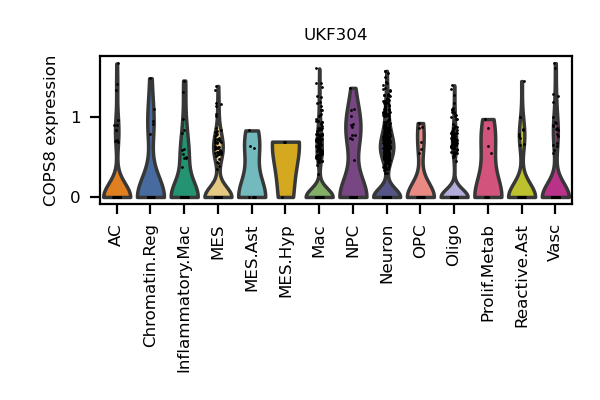 UKF304
COPS8 expression
1
0
AC
Chromatin.Reg
Inflammatory.Mac
MES
MES.Ast
MES.Hyp
Mac
NPC
Neuron
OPC
Oligo
Prolif.Metab
Reactive.Ast
Vasc